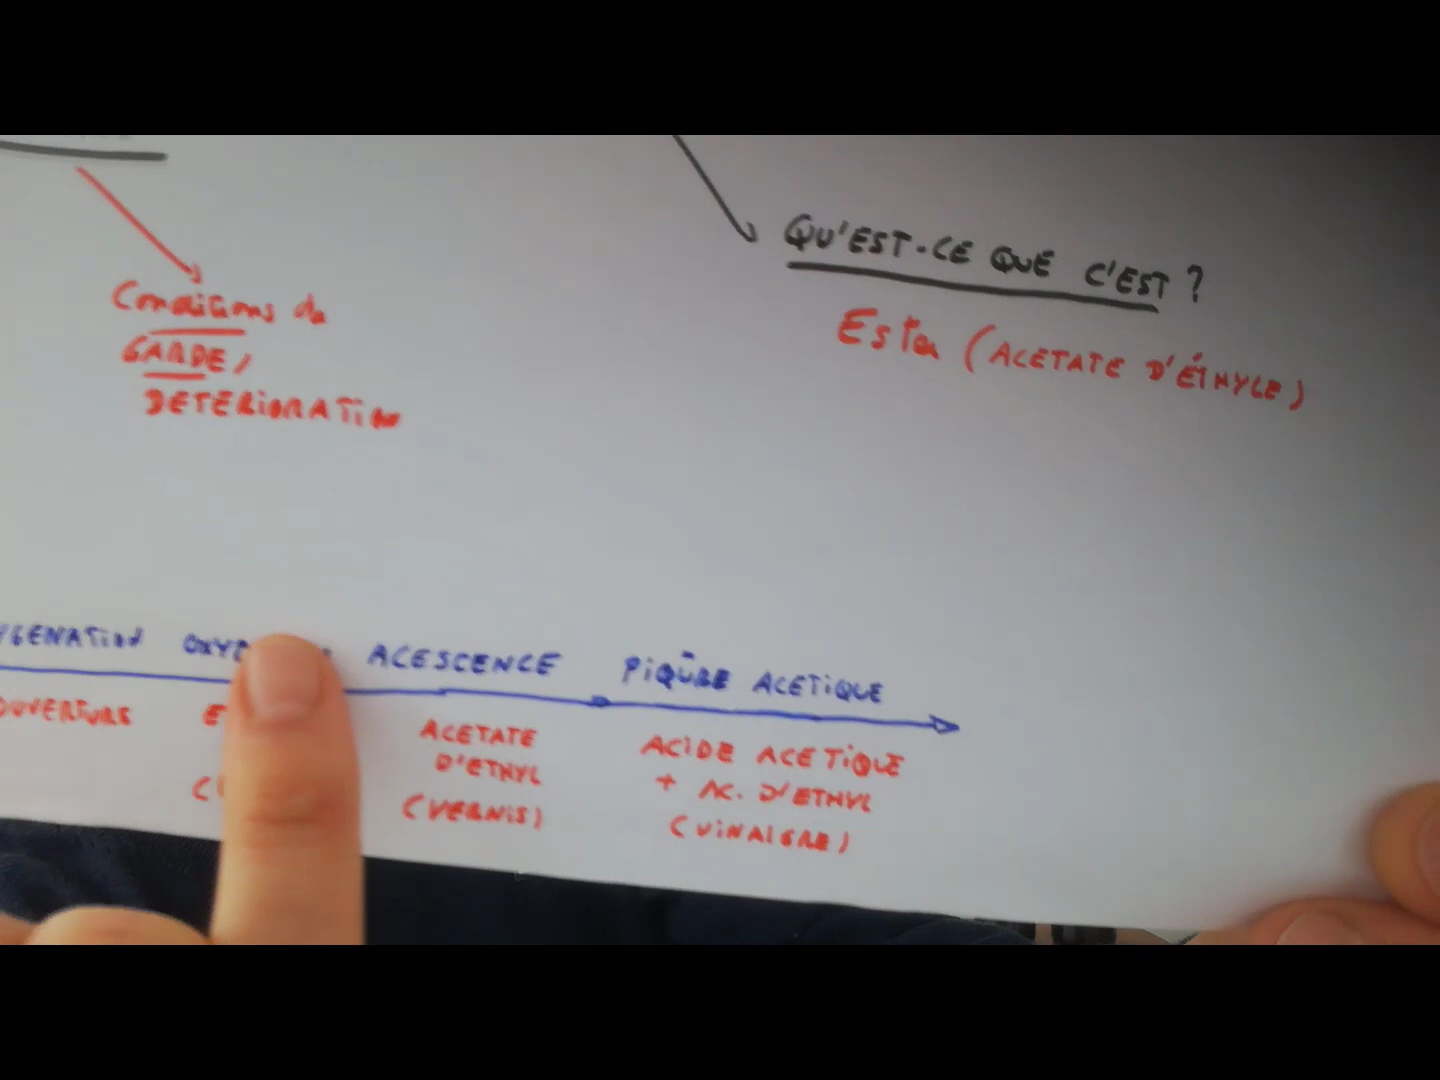 QU'EST-CE QUE C'EST ?
Ester (ACETATE D'ÉTHYLE)
Conditions de
GARDE /
DETERIORATION
ACESCENCE
PIQÛRE ACETIQUE
OUVERTURE
ACETATE
D'ETHYL
(VERNIS)
ACIDE ACETIQUE
+ AC. D'ETHYL
(VINAIGRE)